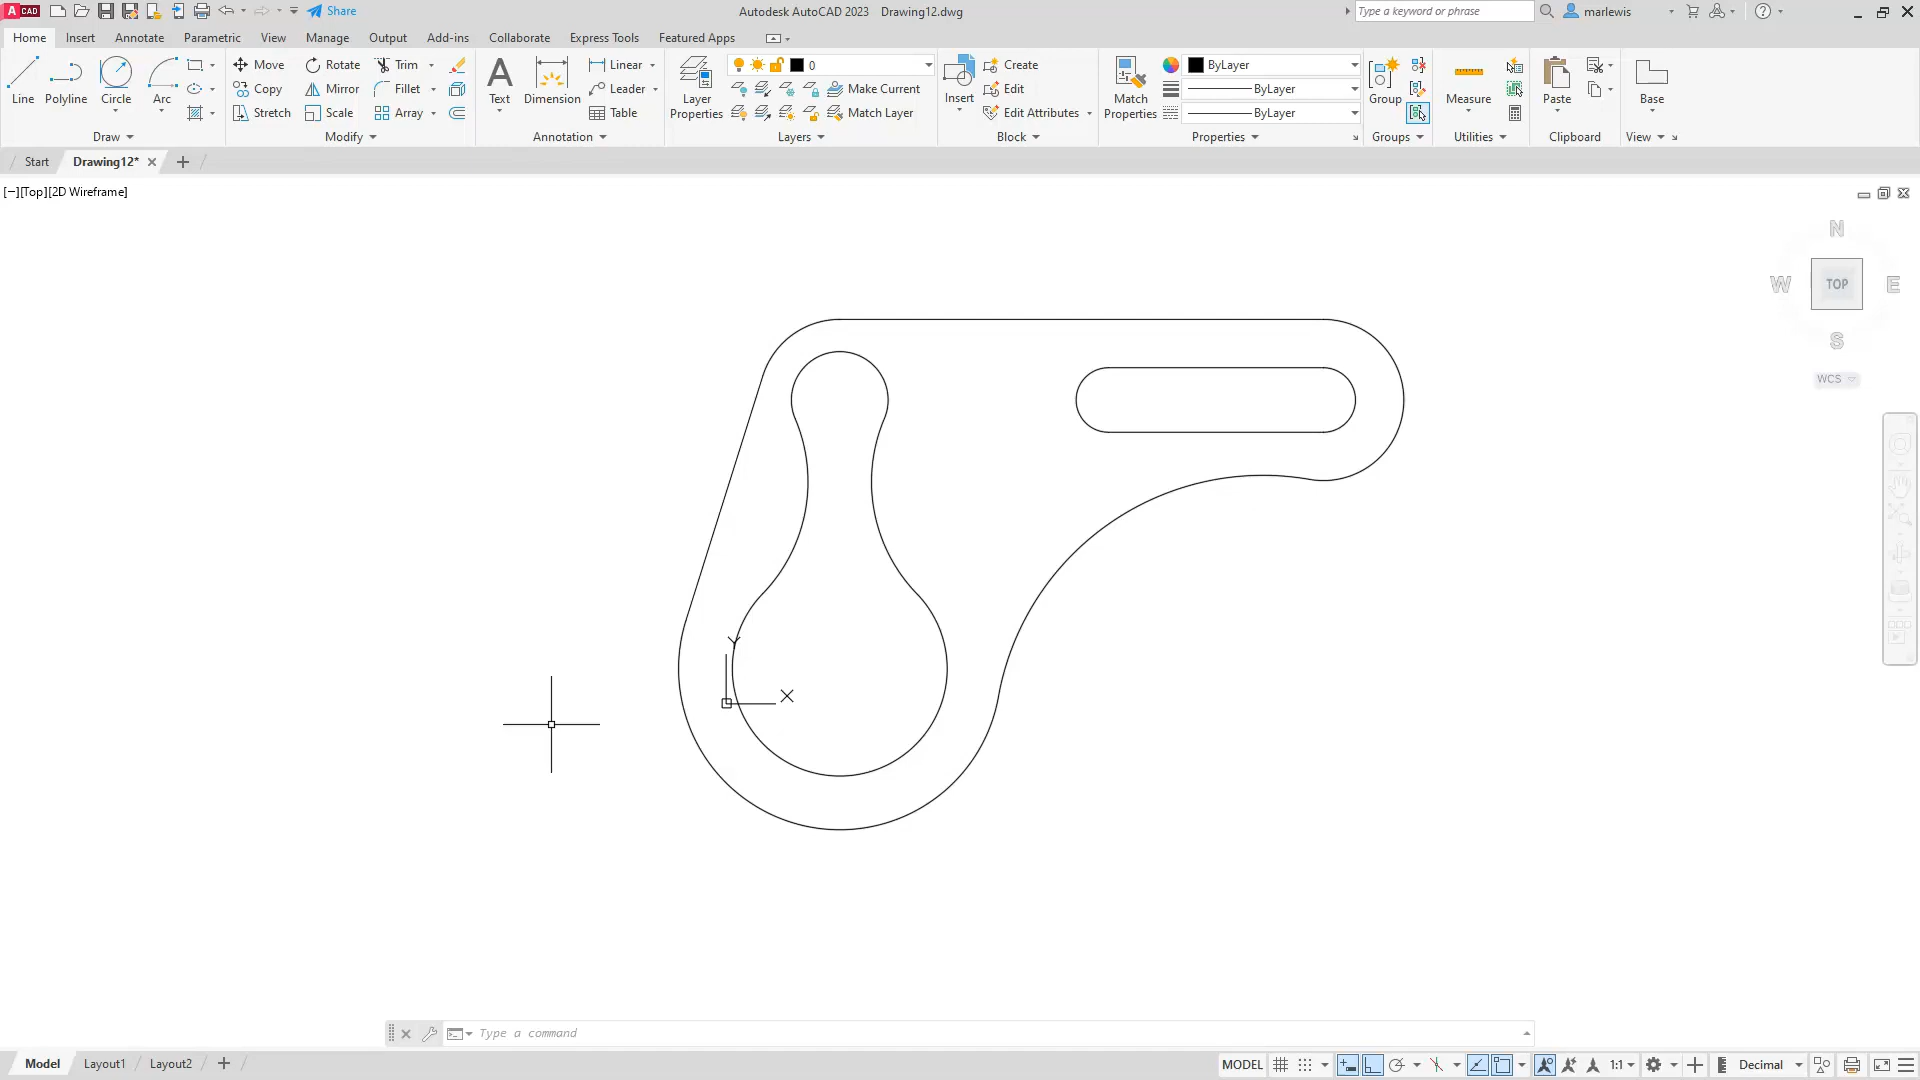 A CAD
Share
Autodesk AutoCAD 2023 Drawing12.dwg
Type a keyword or phrase
marlewis
Home Insert Annotate Parametric View Manage Output Add-ins Collaborate Express Tools Featured Apps
Line Polyline Circle Arc
Draw
Move Rotate Trim
Copy Mirror Fillet
Stretch Scale Array
Modify
Text Dimension
Linear
Leader
Table
Annotation
Layer Properties
0
Make Current
Match Layer
Layers
Insert
Create
Edit
Edit Attributes
Block
Match Properties
ByLayer
ByLayer
ByLayer
Properties
Group
Groups
Measure
Utilities
Paste
Clipboard
Base
View
Start Drawing12*
[−][Top][2D Wireframe]
N
W TOP E
S
WCS
Y
X
Type a command
Model Layout1 Layout2
MODEL 1:1 Decimal